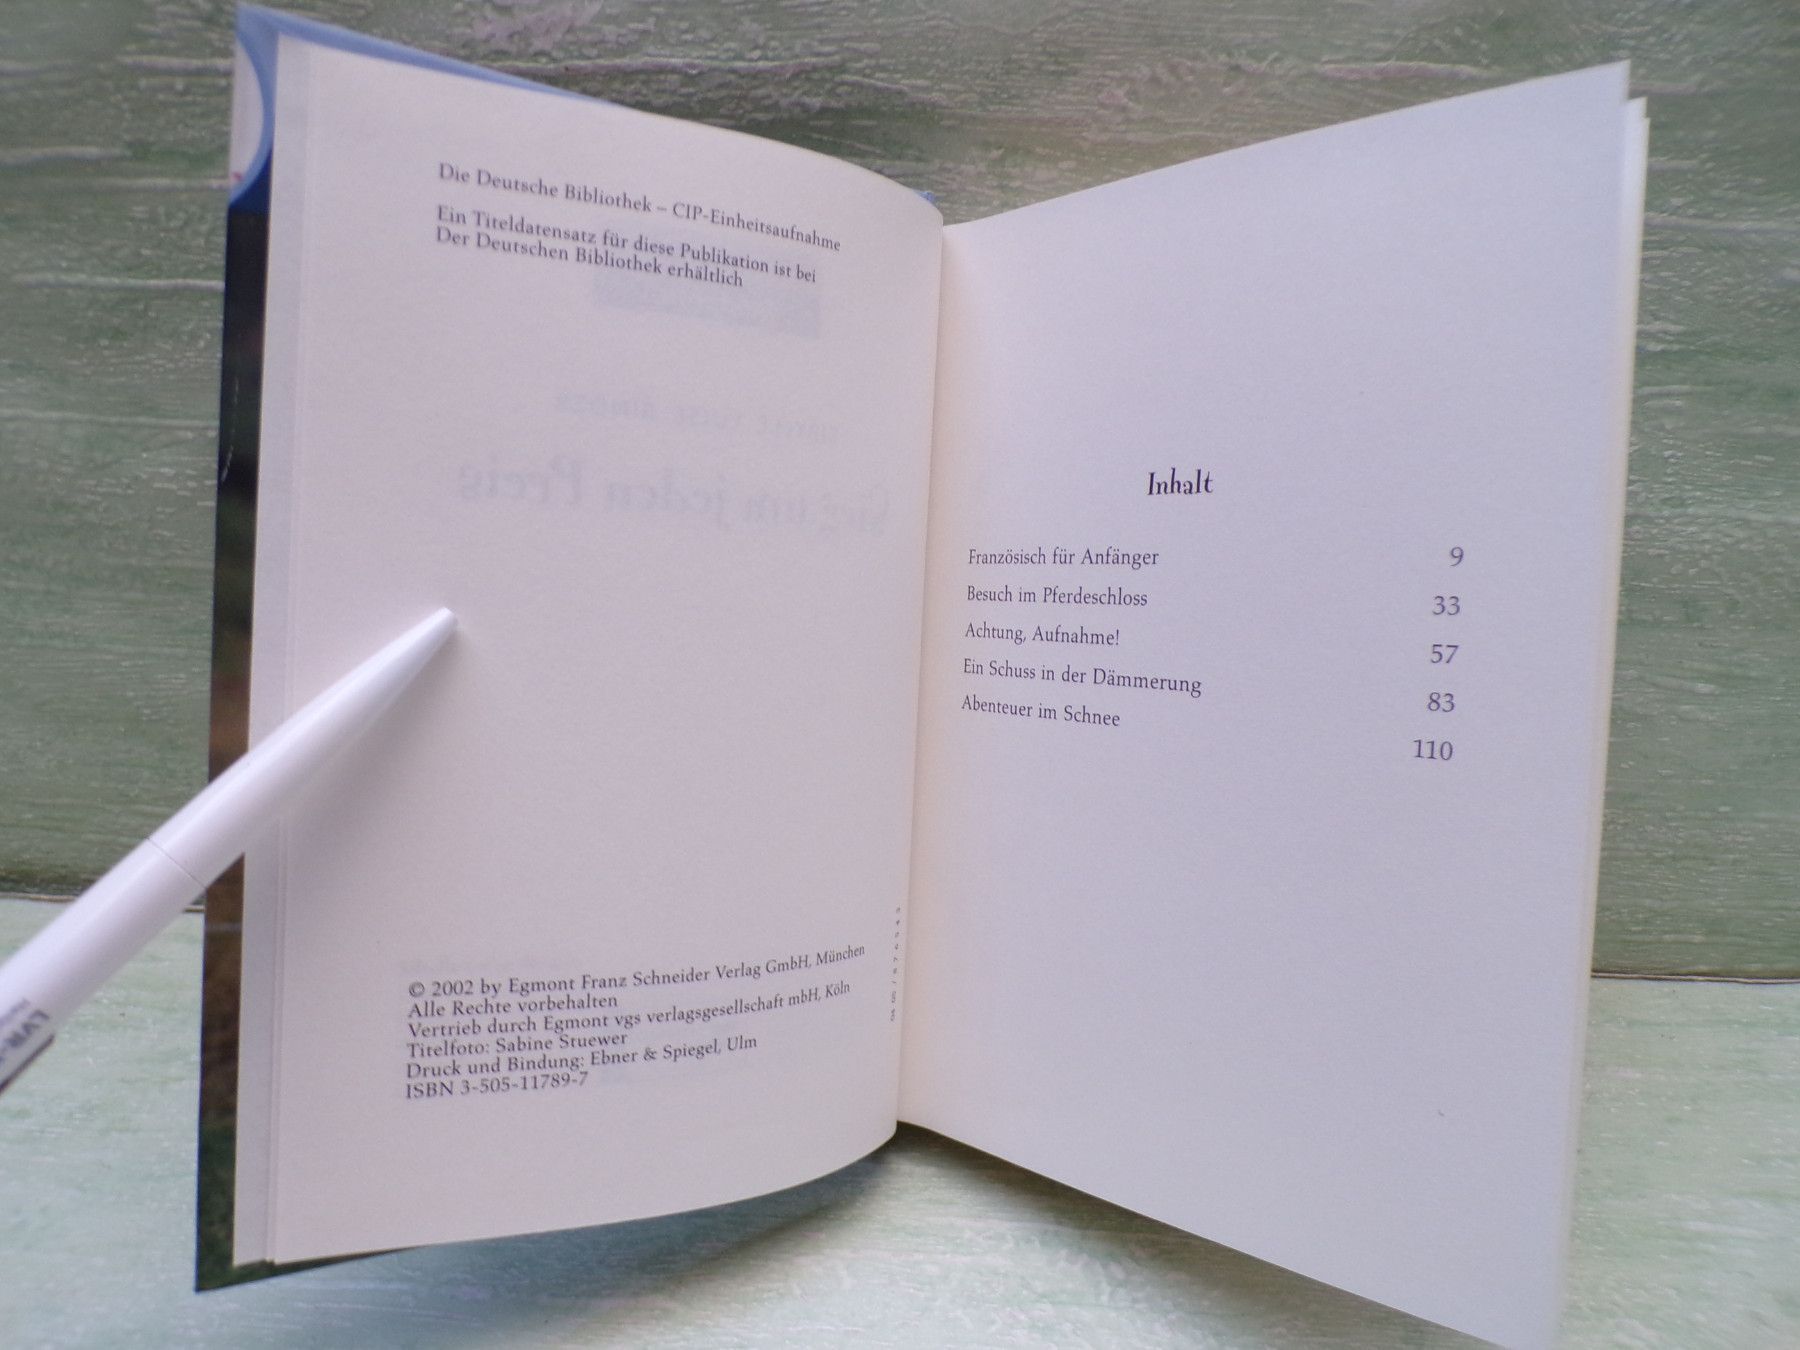 Die Deutsche Bibliothek – CIP-Einheitsaufnahme
Ein Titeldatensatz für diese Publikation ist bei
Der Deutschen Bibliothek erhältlich
© 2002 by Egmont Franz Schneider Verlag GmbH, München
Alle Rechte vorbehalten
Vertrieb durch Egmont vgs verlagsgesellschaft mbH, Köln
Titelfoto: Sabine Stuewer
Druck und Bindung: Ebner & Spiegel, Ulm
ISBN 3-505-11789-7
Inhalt
Französisch für Anfänger 9
Besuch im Pferdeschloss 33
Achtung, Aufnahme! 57
Ein Schuss in der Dämmerung 83
Abenteuer im Schnee 110